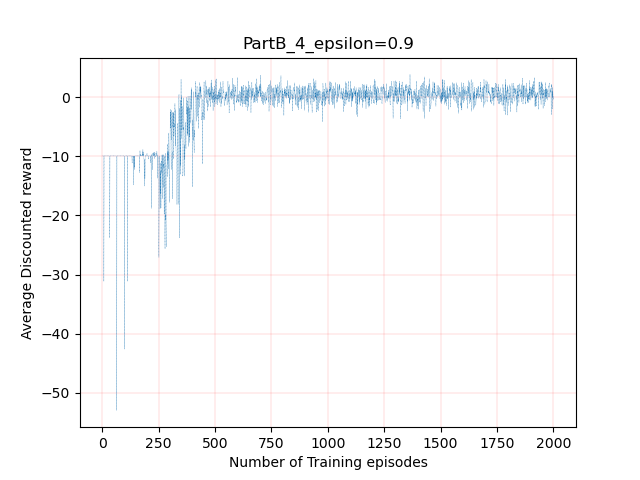 PartB_4_epsilon=0.9
Average Discounted reward
0
−10
−20
−30
−40
−50
0 250 500 750 1000 1250 1500 1750 2000
Number of Training episodes